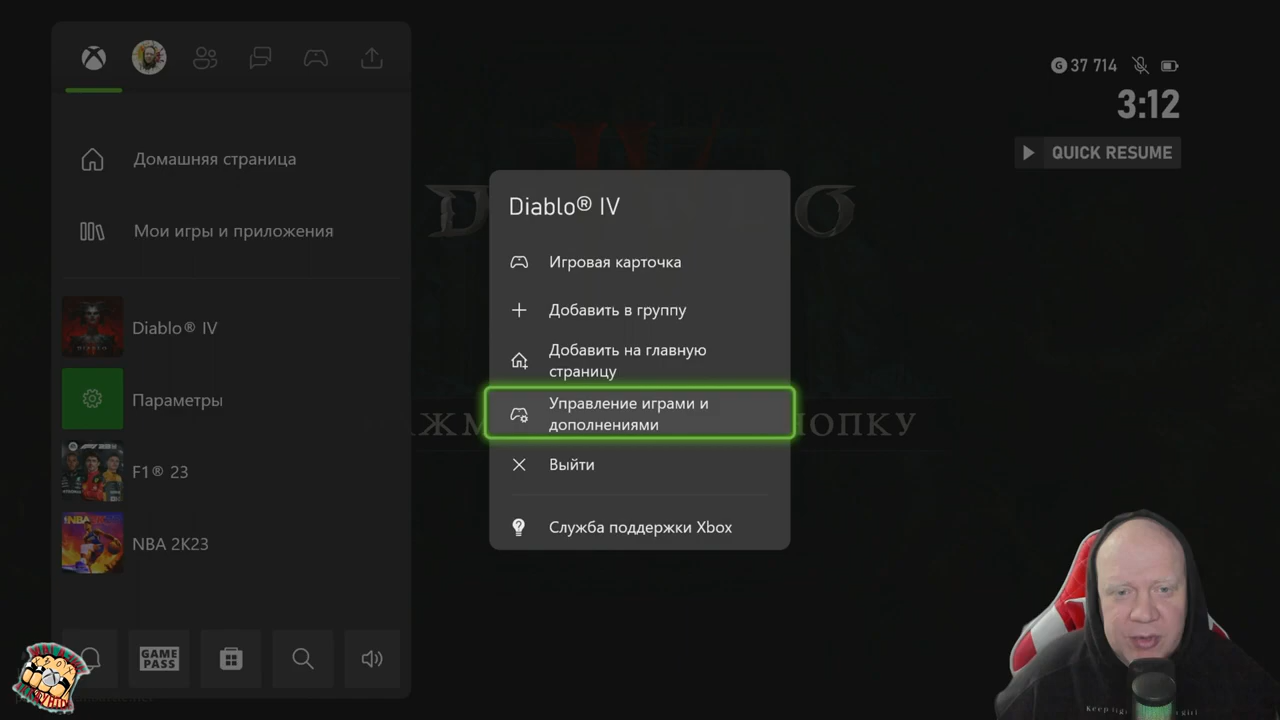 37 714
3:12
QUICK RESUME
Домашняя страница
Мои игры и приложения
Diablo® IV
Параметры
F1® 23
NBA 2K23
GAME
PASS
Diablo® IV
Игровая карточка
Добавить в группу
Добавить на главную
страницу
Управление играми и
дополнениями
Выйти
Служба поддержки Xbox